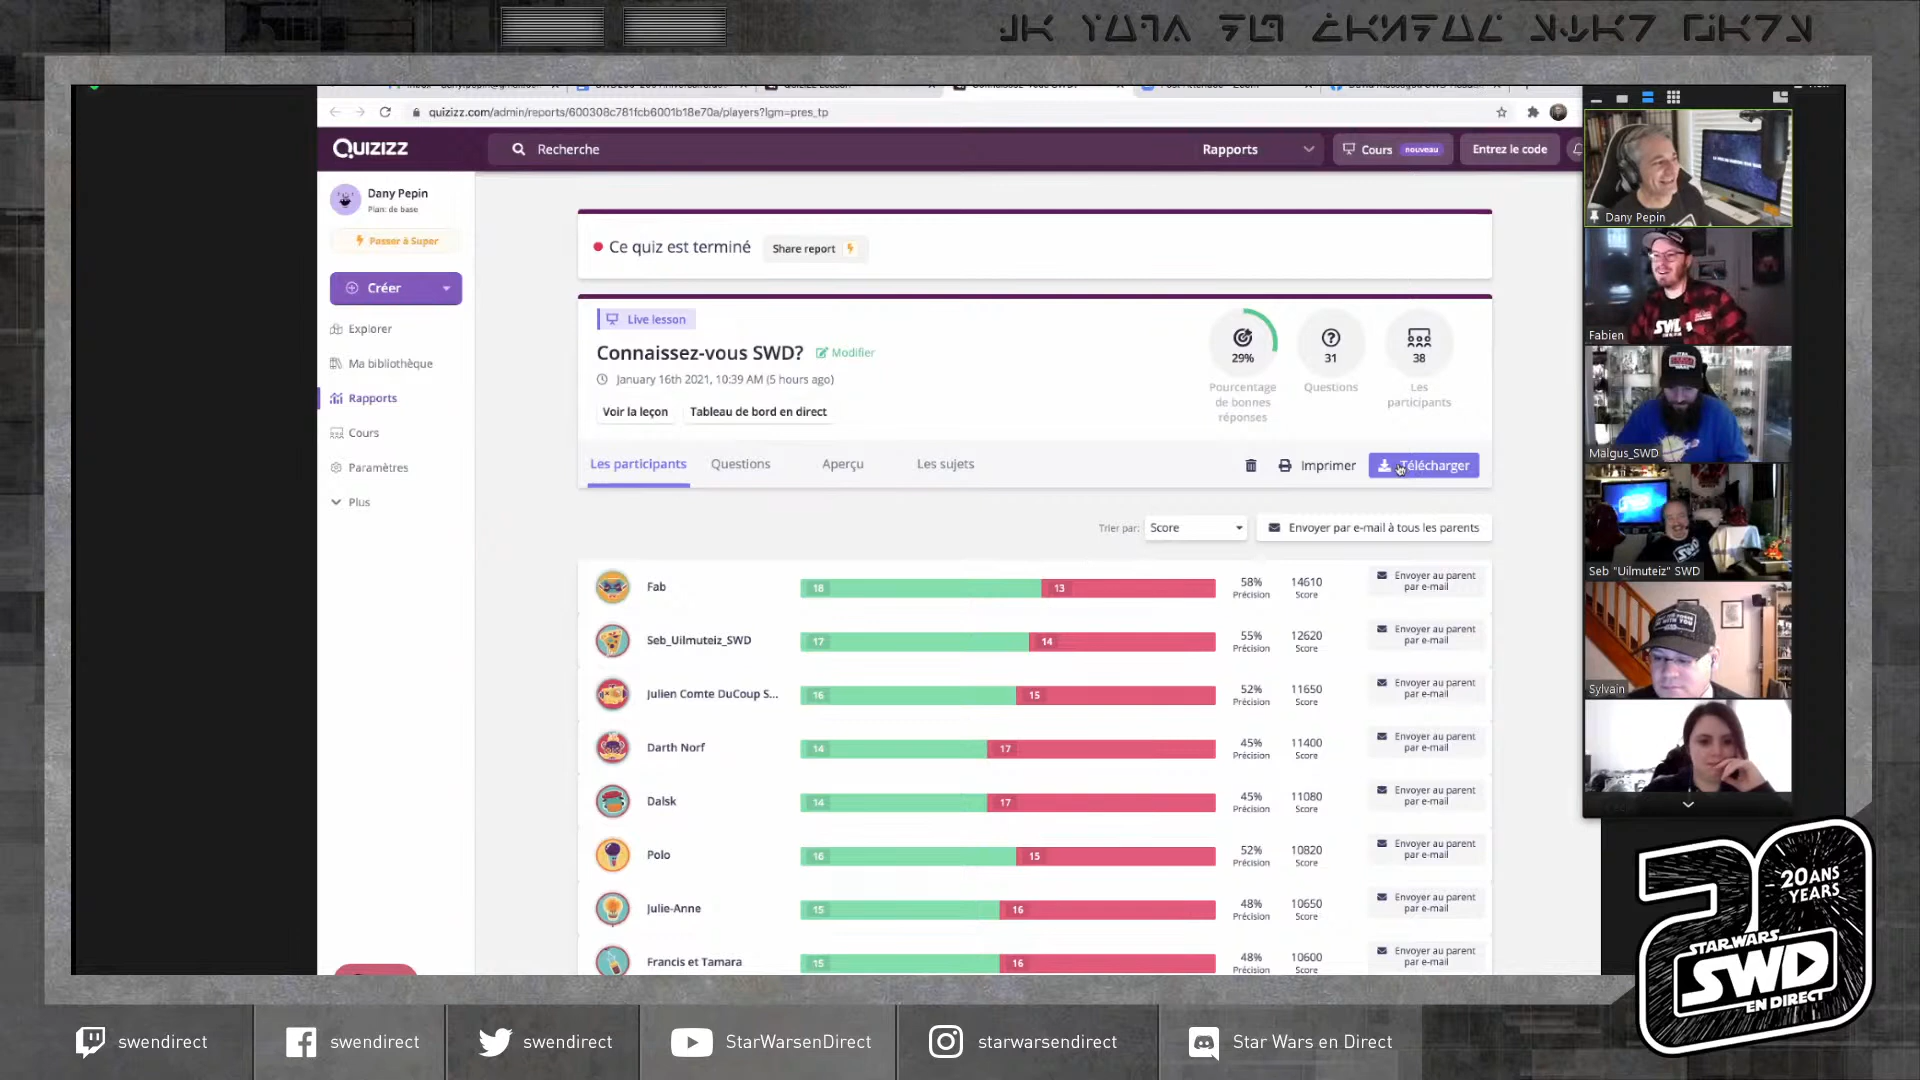 quizizz.com/admin/reports/600308c781fcb6001b18e70a/players?lgm=pres_tp
QUIZIZZ
Recherche
Rapports
Cours
nouveau
Entrez le code
Dany Pepin
Plan: de base
Passer à Super
Créer
Explorer
Ma bibliothèque
Rapports
Cours
Paramètres
Plus
Ce quiz est terminé
Share report
Live lesson
Connaissez-vous SWD?
Modifier
January 16th 2021, 10:39 AM (5 hours ago)
Voir la leçon
Tableau de bord en direct
29%
Pourcentage
de bonnes
réponses
31
Questions
38
Les
participants
Les participants
Questions
Aperçu
Les sujets
Imprimer
Télécharger
Trier par:
Score
Envoyer par e-mail à tous les parents
Fab
18
13
58%
Précision
14610
Score
Envoyer au parent
par e-mail
Seb_Uilmuteiz_SWD
17
14
55%
Précision
12620
Score
Envoyer au parent
par e-mail
Julien Comte DuCoup S...
16
15
52%
Précision
11650
Score
Envoyer au parent
par e-mail
Darth Norf
14
17
45%
Précision
11400
Score
Envoyer au parent
par e-mail
Dalsk
14
17
45%
Précision
11080
Score
Envoyer au parent
par e-mail
Polo
16
15
52%
Précision
10820
Score
Envoyer au parent
par e-mail
Julie-Anne
15
16
48%
Précision
10650
Score
Envoyer au parent
par e-mail
Francis et Tamara
15
16
48%
Précision
10600
Score
Envoyer au parent
par e-mail
Dany Pepin
Fabien
Malgus_SWD
Seb "Uilmuteiz" SWD
Sylvain
20 ANS
YEARS
STAR WARS
SWD
EN DIRECT
swendirect
swendirect
swendirect
StarWarsenDirect
starwarsendirect
Star Wars en Direct